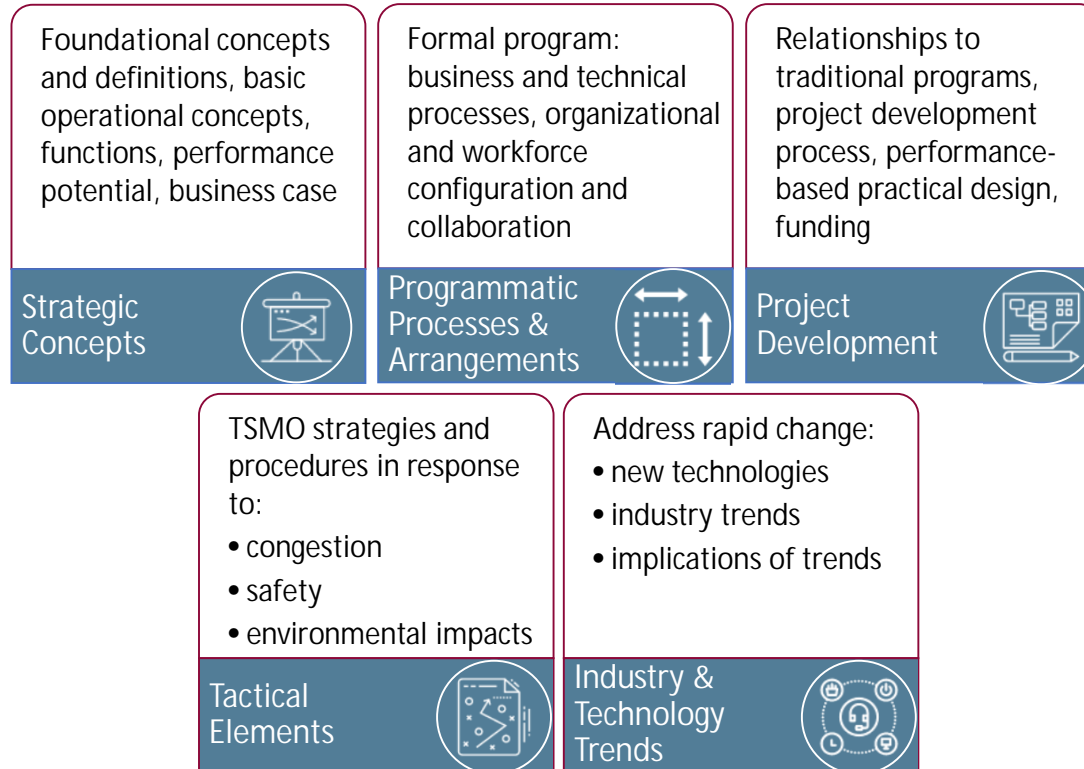 Foundational concepts
and definitions, basic
operational concepts,
functions, performance
potential, business case
Strategic
Concepts
Formal program:
business and technical
processes, organizational
and workforce
configuration and
collaboration
Programmatic
Processes &
Arrangements
Relationships to
traditional programs,
project development
process, performance-
based practical design,
funding
Project
Development
TSMO strategies and
procedures in response
to:
• congestion
• safety
• environmental impacts
Tactical
Elements
Address rapid change:
• new technologies
• industry trends
• implications of trends
Industry &
Technology
Trends